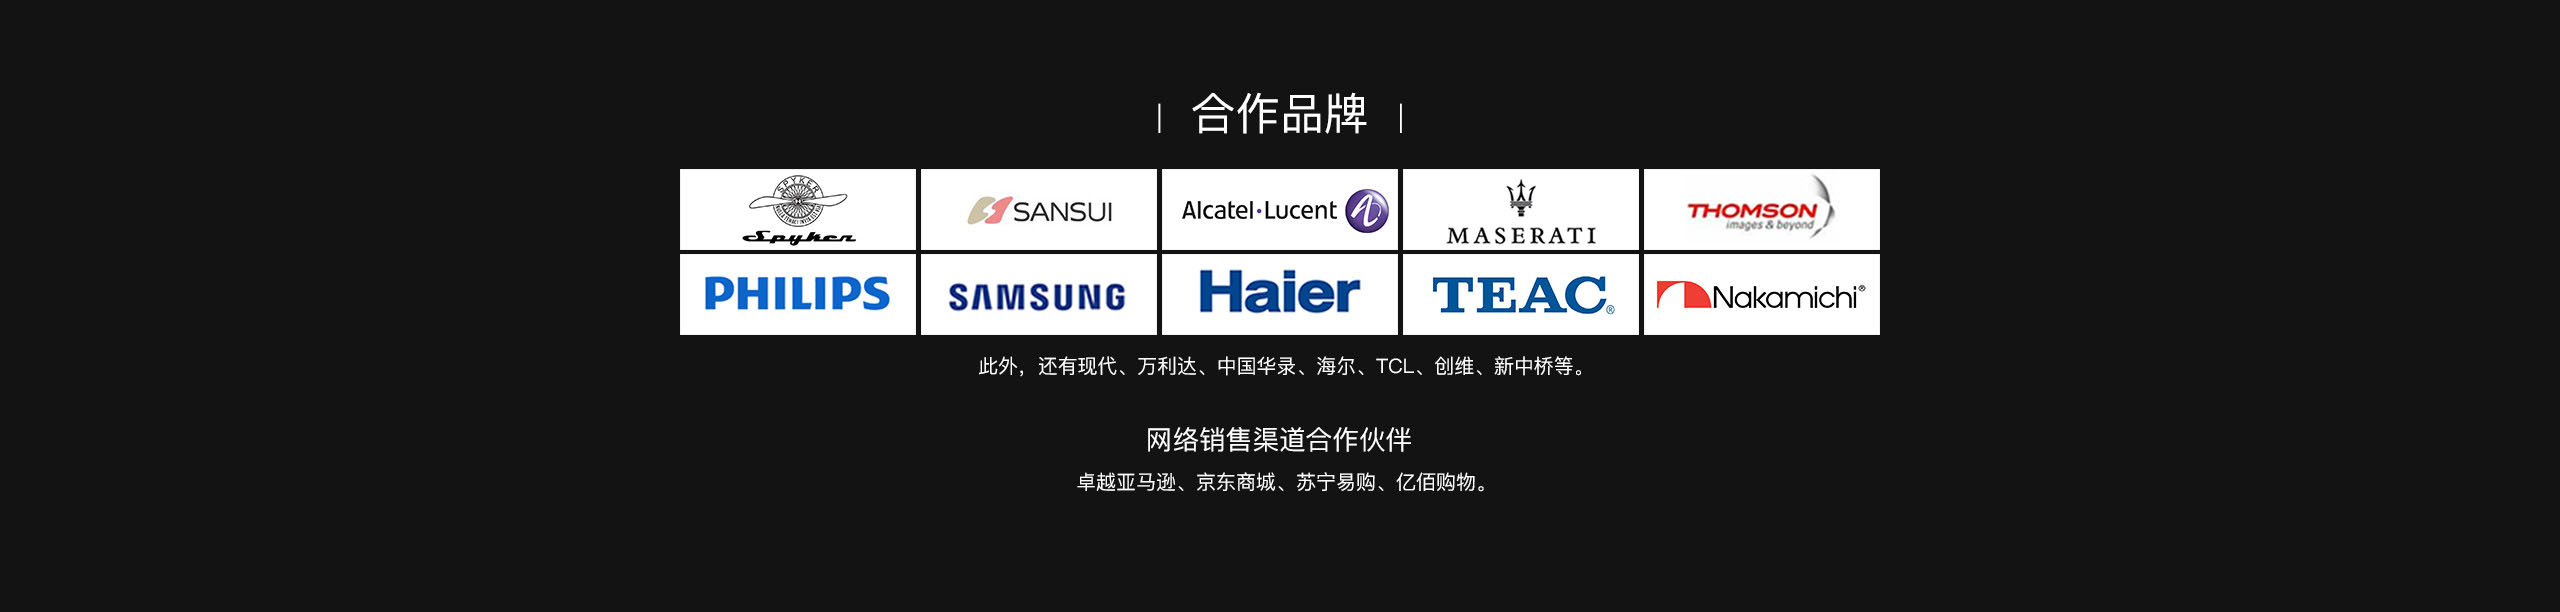 合作品牌
SPYKER
Spyker
SANSUI
Alcatel·Lucent
MASERATI
THOMSON
images & beyond
PHILIPS
SAMSUNG
Haier
TEAC®
Nakamichi®
此外，还有现代、万利达、中国华录、海尔、TCL、创维、新中桥等。
网络销售渠道合作伙伴
卓越亚马逊、京东商城、苏宁易购、亿佰购物。